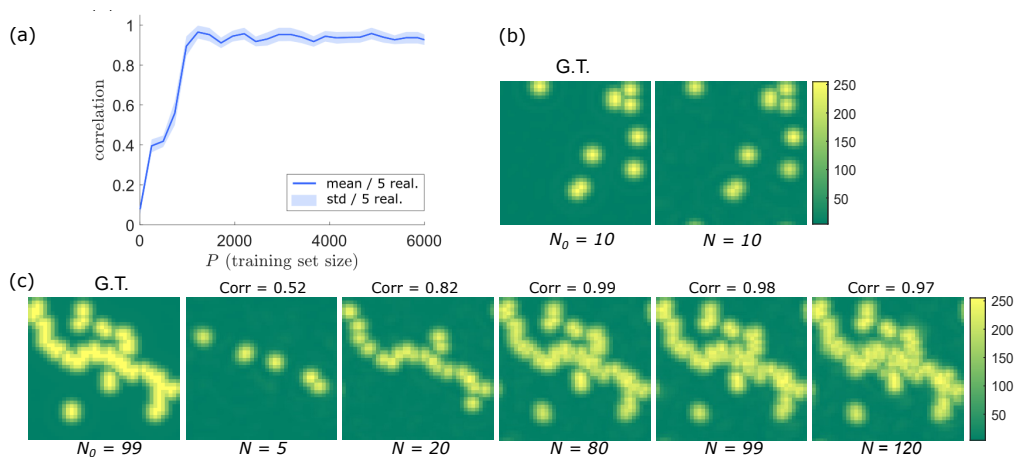 (a)
1
0.8
0.6
0.4
0.2
0
correlation
mean / 5 real.
std / 5 real.
0 2000 4000 6000
P (training set size)
(b)
G.T.
N₀ = 10
N = 10
250
200
150
100
50
(c)
G.T.
Corr = 0.52
Corr = 0.82
Corr = 0.99
Corr = 0.98
Corr = 0.97
N₀ = 99
N = 5
N = 20
N = 80
N = 99
N = 120
250
200
150
100
50